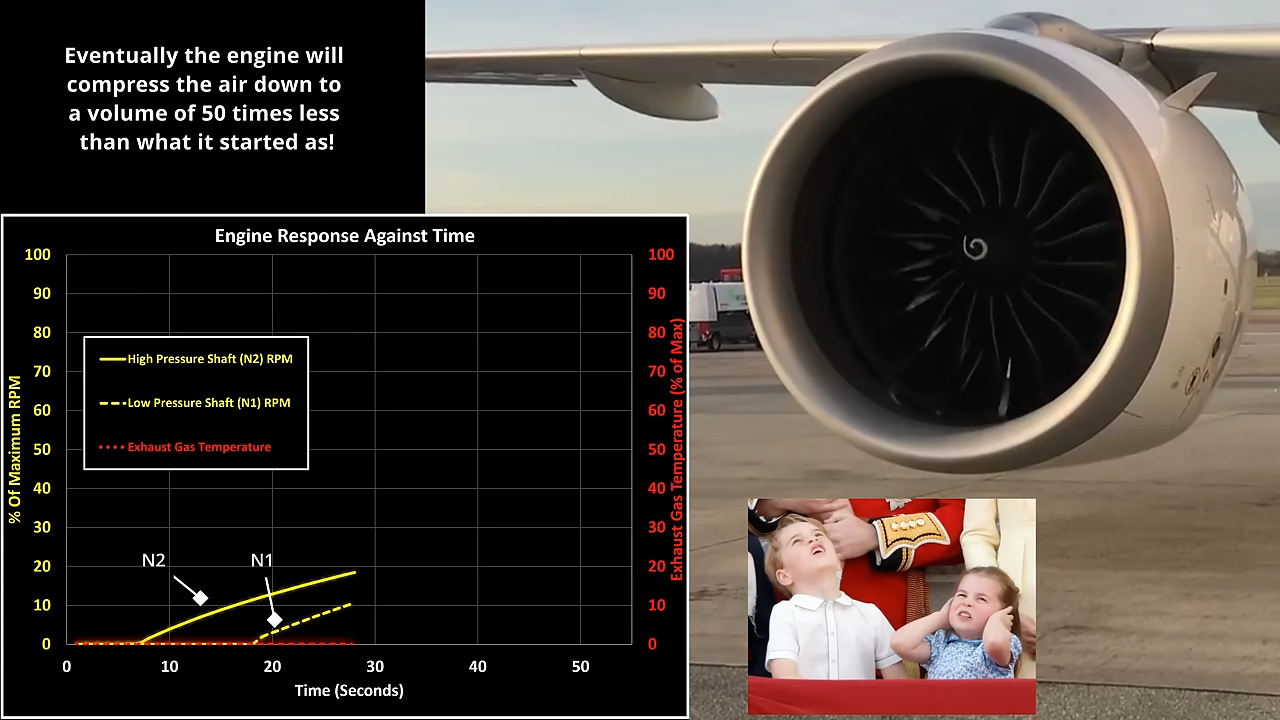 Eventually the engine will
compress the air down to
a volume of 50 times less
than what it started as!
Engine Response Against Time
100
90
80
70
60
50
40
30
20
10
0
% Of Maximum RPM
High Pressure Shaft (N2) RPM
Low Pressure Shaft (N1) RPM
Exhaust Gas Temperature
N2
N1
100
90
80
70
60
50
40
30
20
10
0
Exhaust Gas Temperature (% of Max)
0 10 20 30 40 50
Time (Seconds)